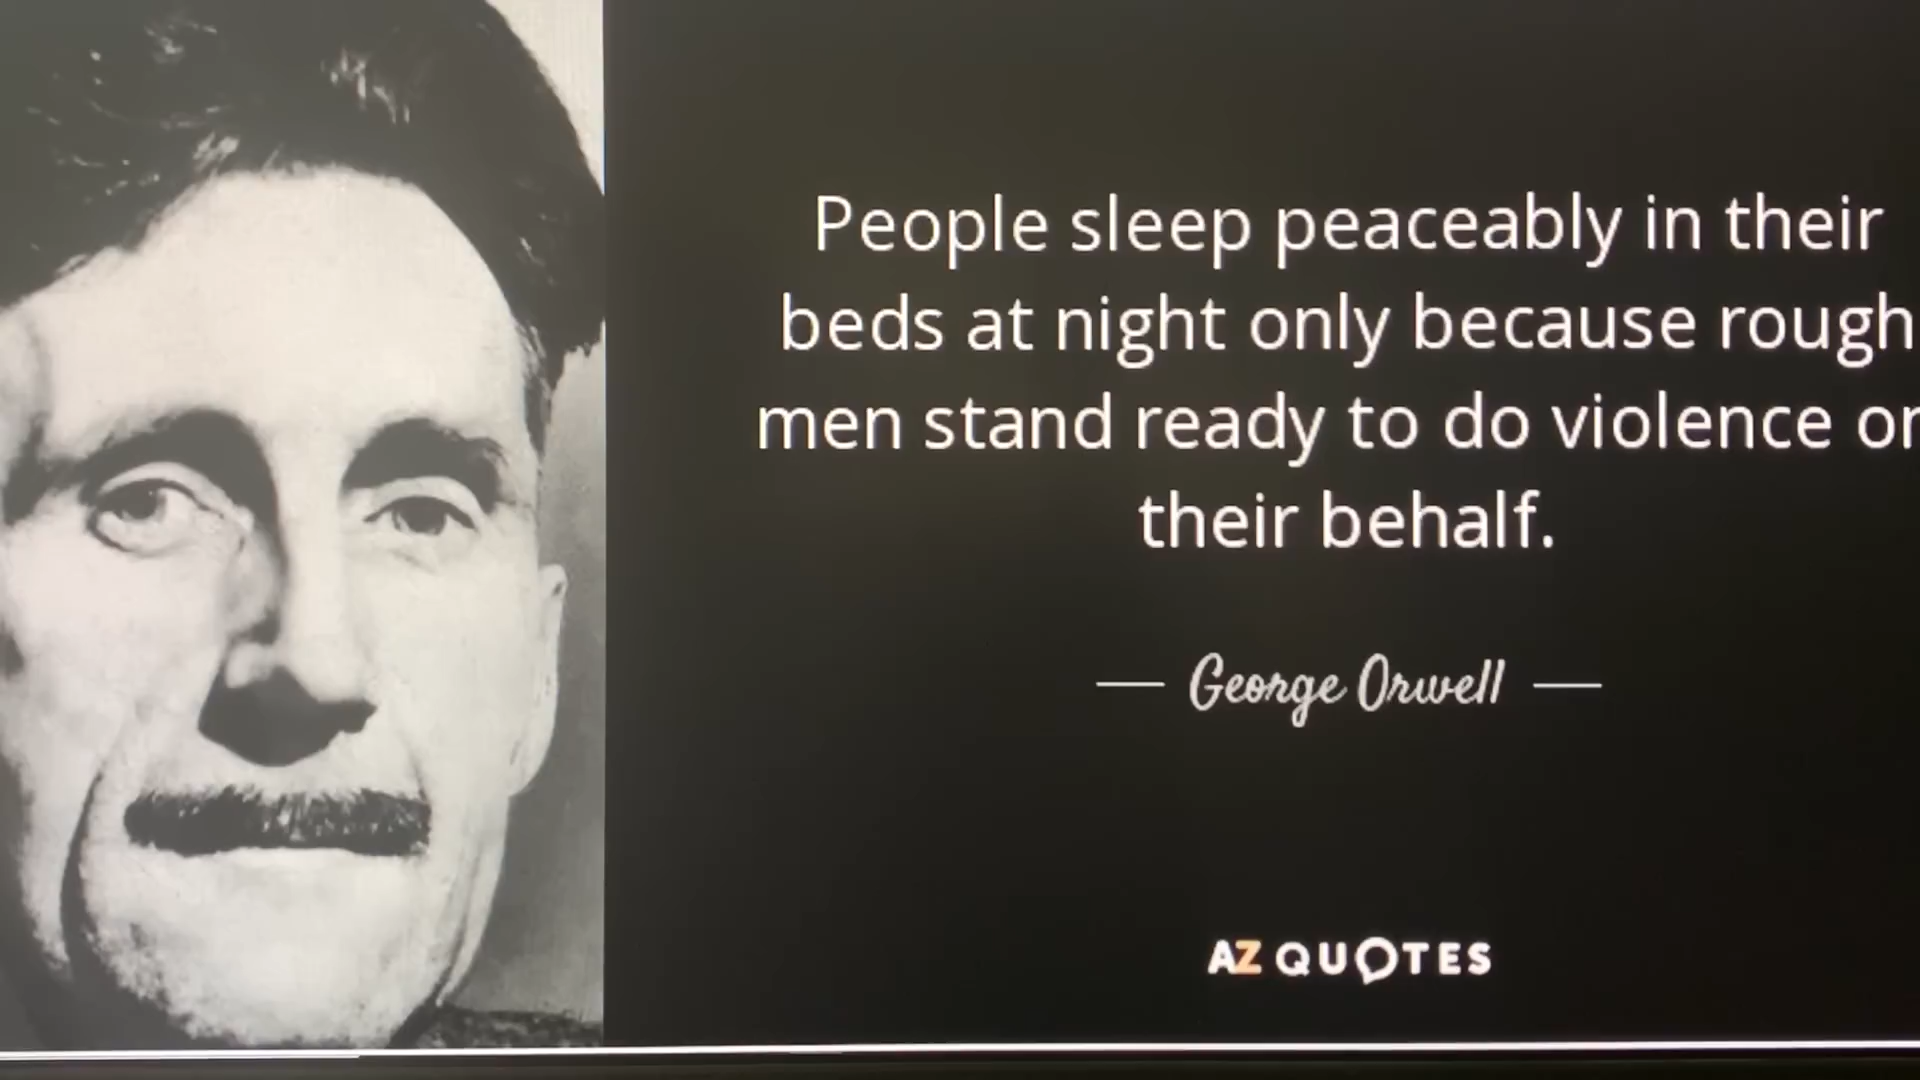 People sleep peaceably in their
beds at night only because rough
men stand ready to do violence on
their behalf.
George Orwell
AZ QUOTES